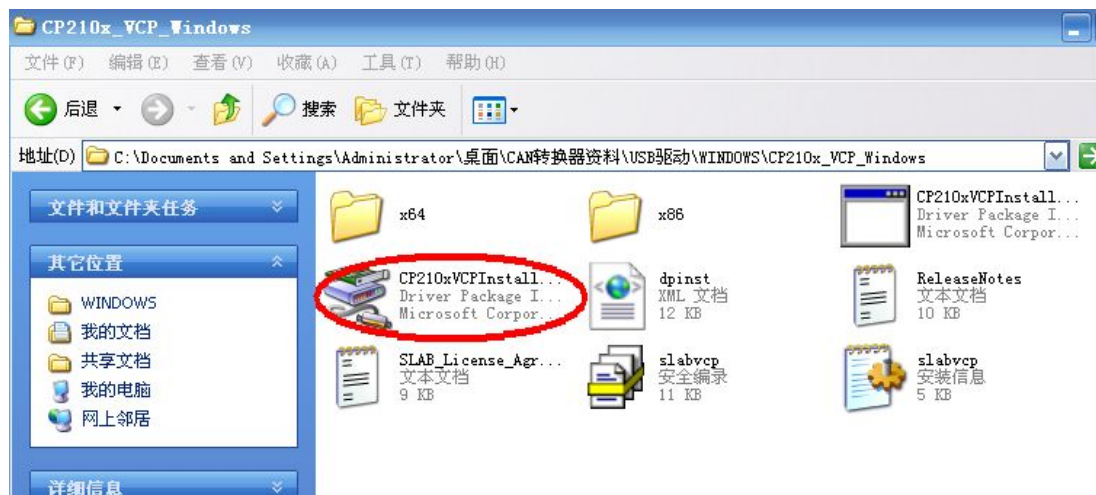 CP210x_VCP_Windows
文件(F) 编辑(E) 查看(V) 收藏(A) 工具(T) 帮助(H)
后退 搜索 文件夹
地址(D) C:\Documents and Settings\Administrator\桌面\CAN转换器资料\USB驱动\WINDOWS\CP210x_VCP_Windows
文件和文件夹任务
其它位置
WINDOWS
我的文档
共享文档
我的电脑
网上邻居
详细信息
x64
x86
CP210xVCPInstall...
Driver Package I...
Microsoft Corpor...
CP210xVCPInstall...
Driver Package I...
Microsoft Corpor...
dpinst
XML 文档
12 KB
ReleaseNotes
文本文档
10 KB
SLAB_License_Agr...
文本文档
9 KB
slabvcp
安全编录
11 KB
slabvcp
安装信息
5 KB